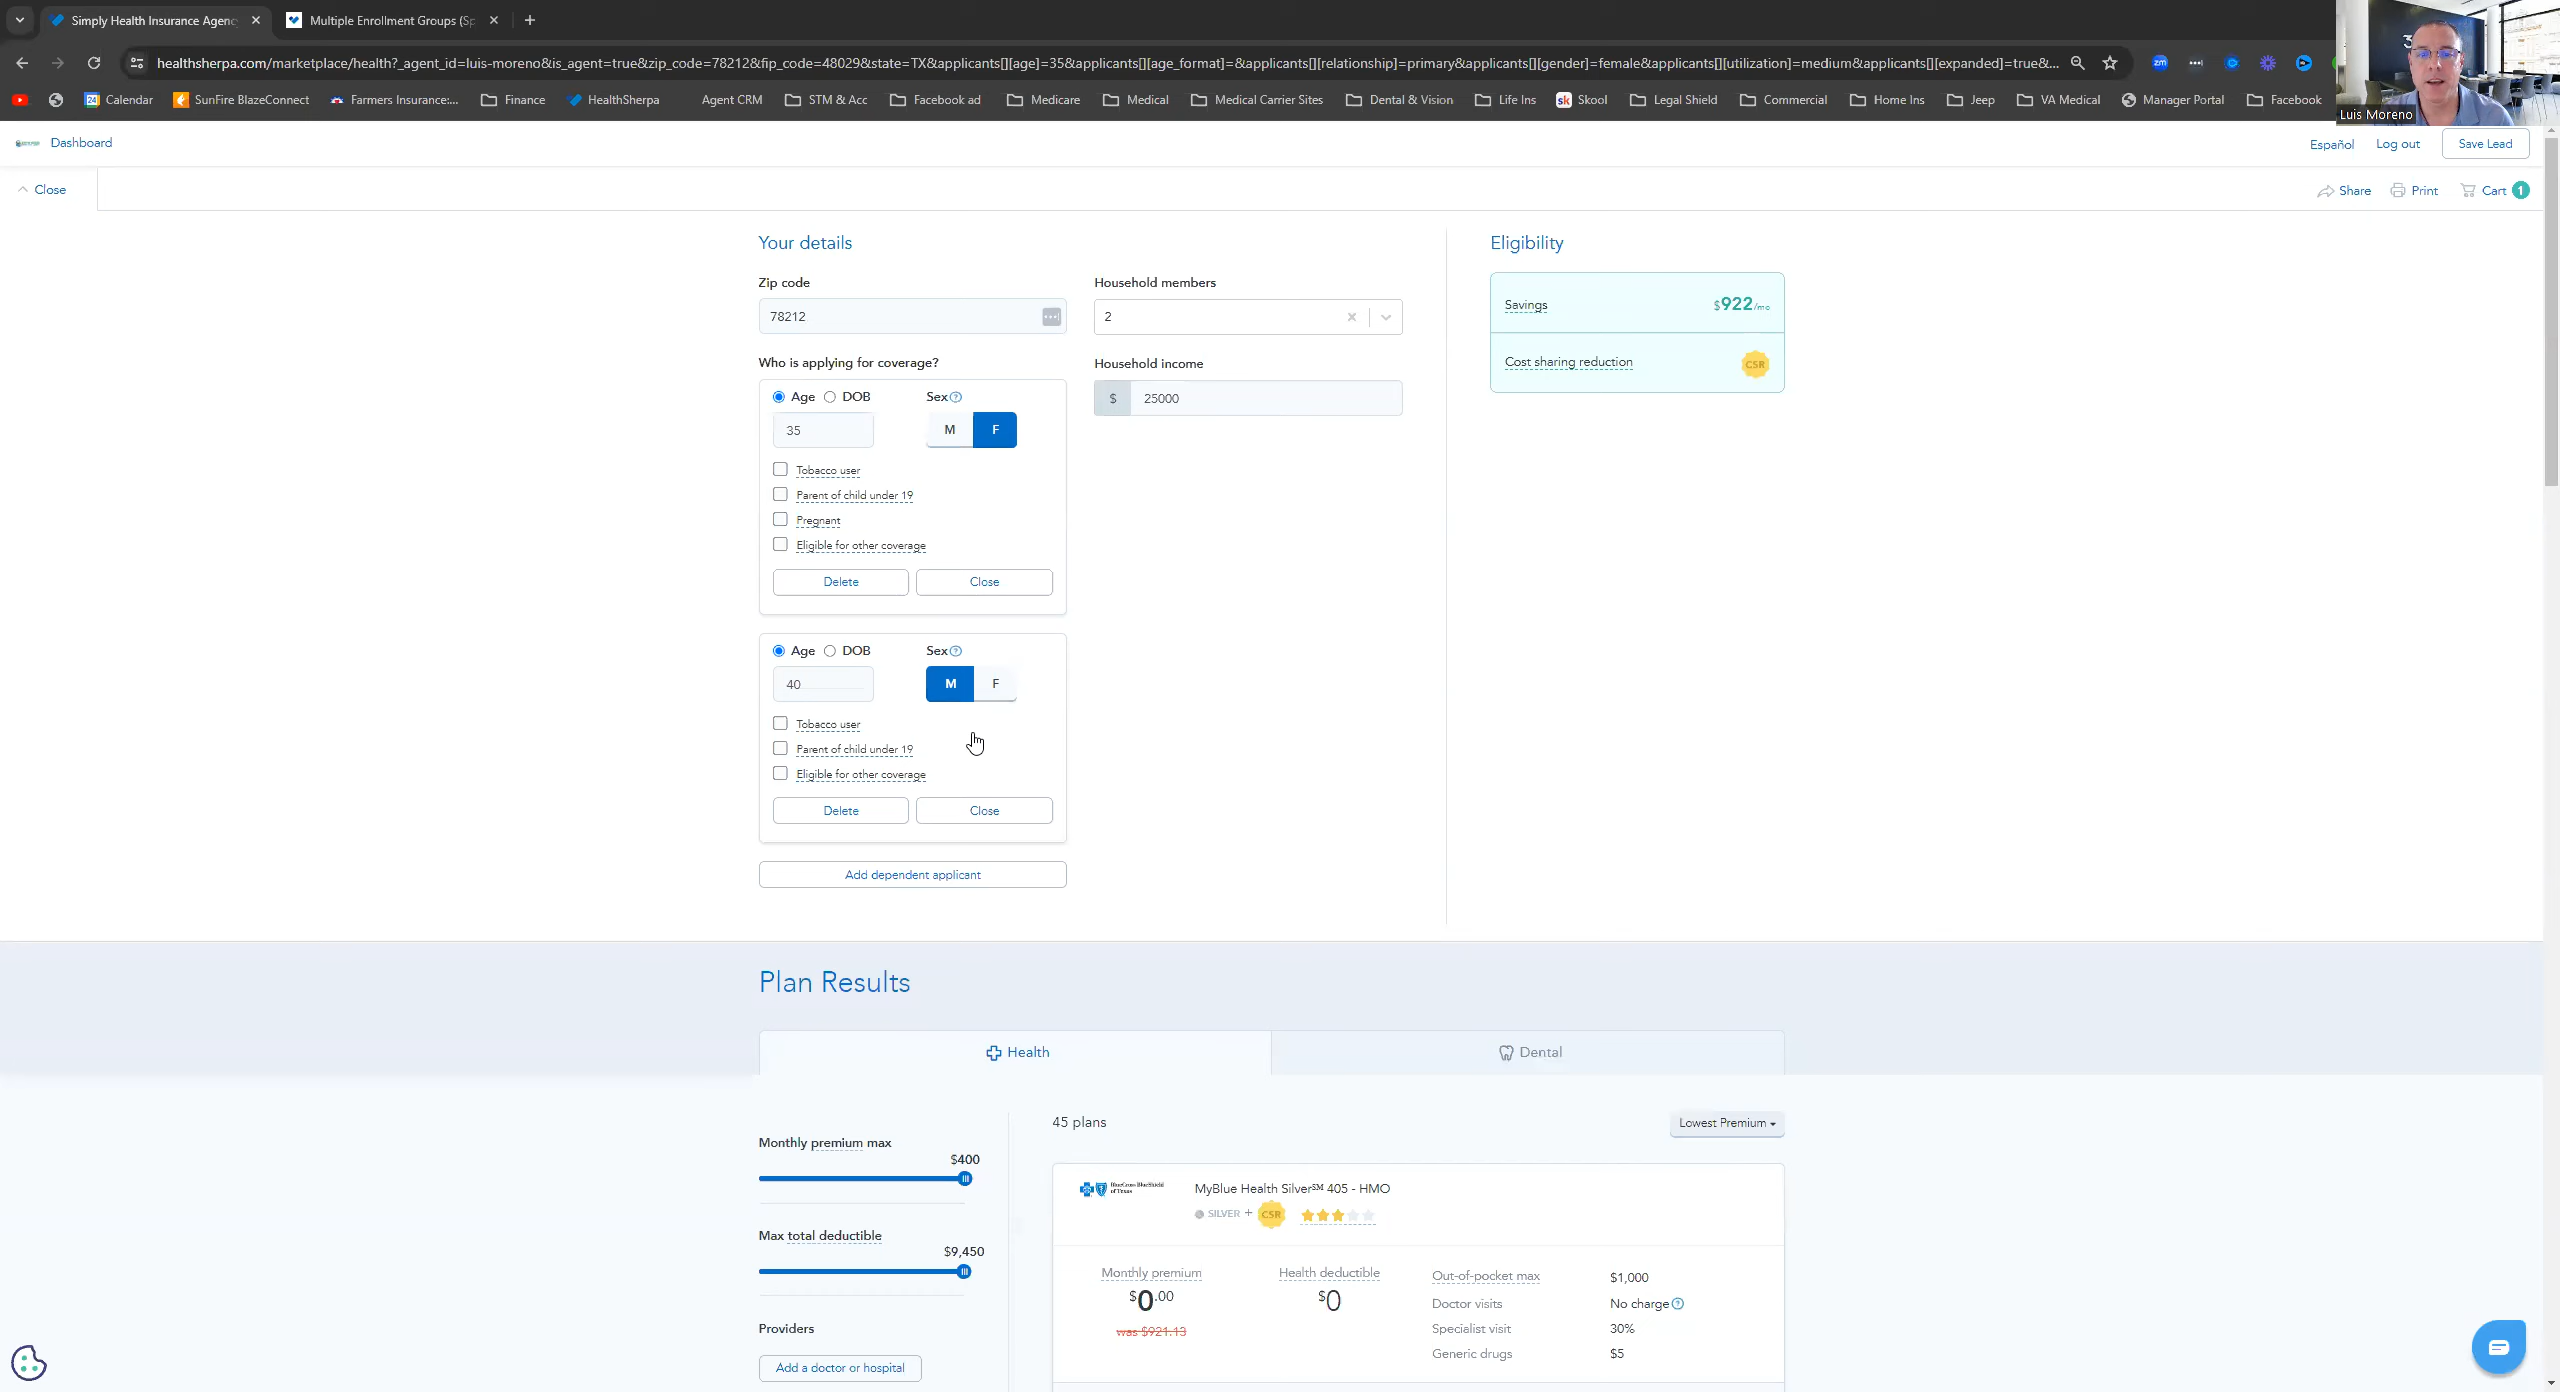 Simply Health Insurance Agenc
Multiple Enrollment Groups (Sp
healthsherpa.com/marketplace/health?_agent_id=luis-moreno&is_agent=true&zip_code=78212&fip_code=48029&state=TX&applicants[][age]=35&applicants[][age_format]=&applicants[][relationship]=primary&applicants[][gender]=female&applicants[][utilization]=medium&applicants[][expanded]=true&...
zm
24 Calendar
SunFire BlazeConnect
Farmers Insurance:...
Finance
HealthSherpa
Agent CRM
STM & Acc
Facebook ad
Medicare
Medical
Medical Carrier Sites
Dental & Vision
Life Ins
sk Skool
Legal Shield
Commercial
Home Ins
Jeep
VA Medical
Manager Portal
Facebook
Luis Moreno
Dashboard
Español
Log out
Save Lead
Close
Share
Print
Cart 1
Your details
Eligibility
Zip code
Household members
78212
2
Savings
$922/mo
Cost sharing reduction
CSR
Who is applying for coverage?
Household income
Age DOB Sex
$ 25000
35
M F
Tobacco user
Parent of child under 19
Pregnant
Eligible for other coverage
Delete Close
Age DOB Sex
40
M F
Tobacco user
Parent of child under 19
Eligible for other coverage
Delete Close
Add dependent applicant
Plan Results
Health
Dental
45 plans
Lowest Premium
Monthly premium max
$400
Max total deductible
$9,450
Providers
Add a doctor or hospital
BlueCross BlueShield
of Texas
MyBlue Health Silver℠ 405 - HMO
SILVER + CSR
Monthly premium
$0.00
was $921.13
Health deductible
$0
Out-of-pocket max $1,000
Doctor visits No charge
Specialist visit 30%
Generic drugs $5